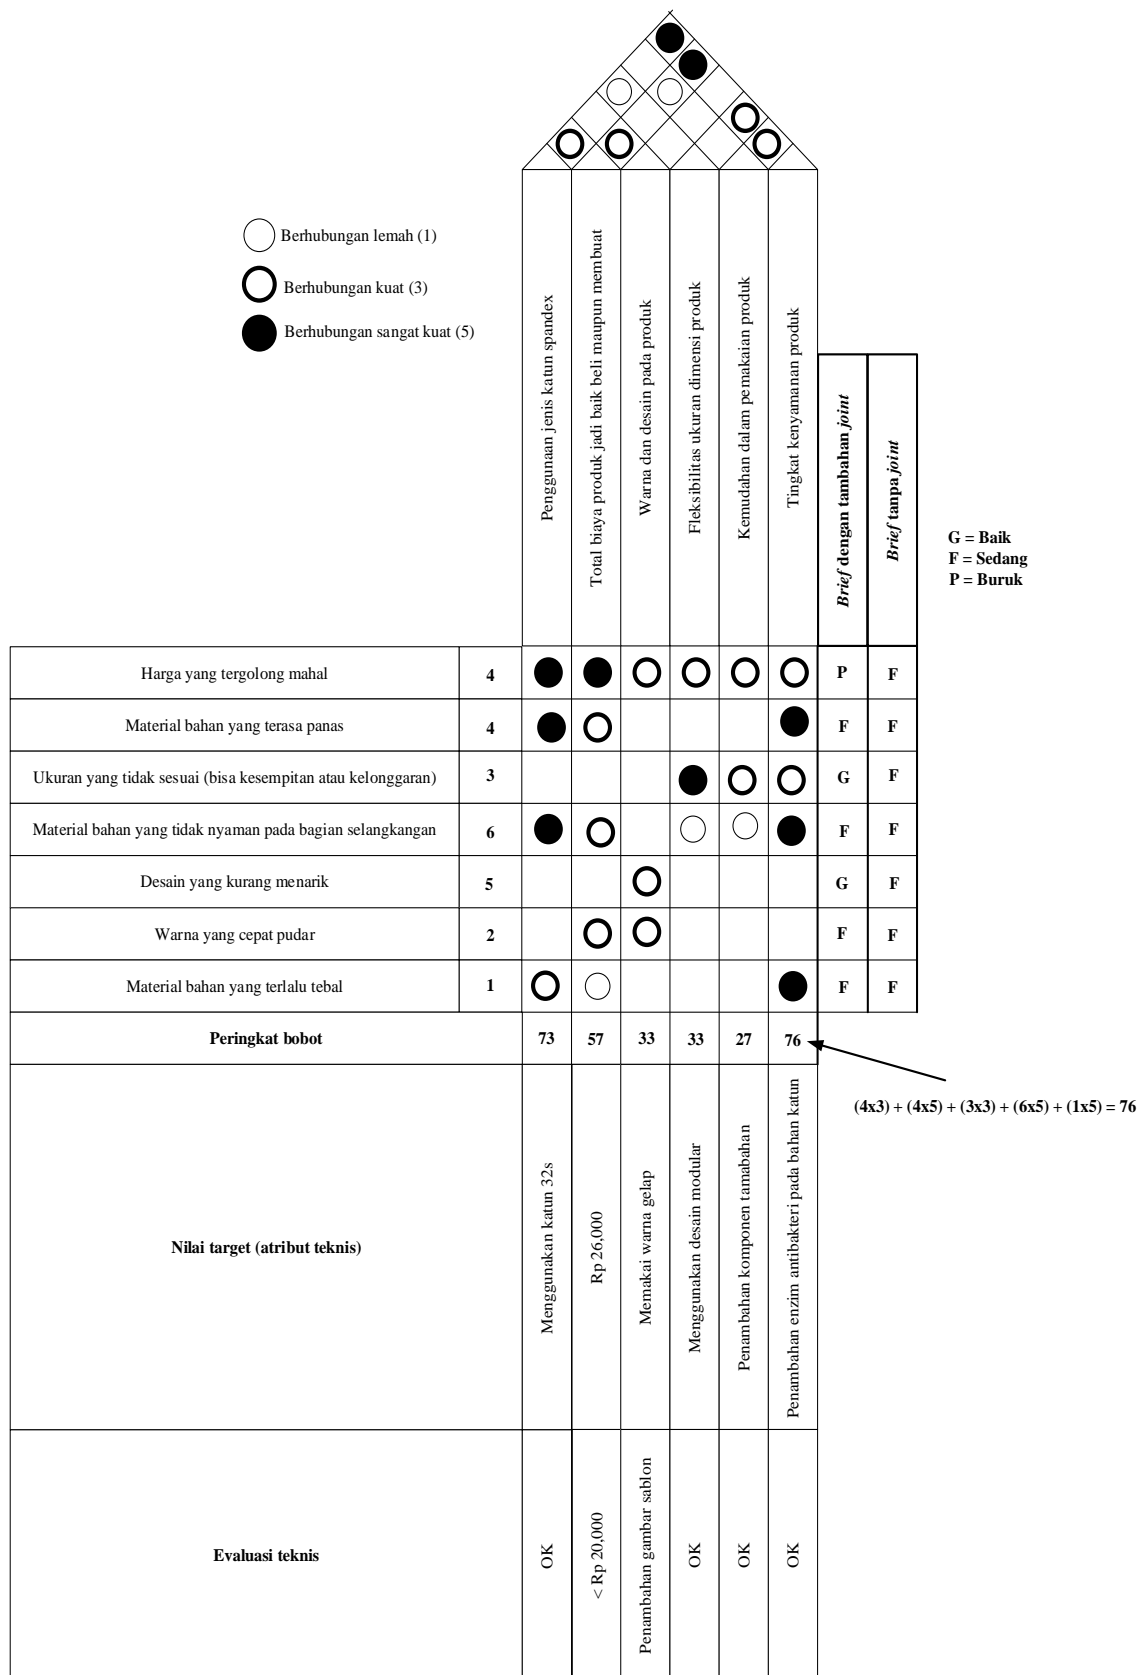 Berhubungan lemah (1)
Berhubungan kuat (3)
Berhubungan sangat kuat (5)
Penggunaan jenis katun spandex
Total biaya produk jadi baik beli maupun membuat
Warna dan desain pada produk
Fleksibilitas ukuran dimensi produk
Kemudahan dalam pemakaian produk
Tingkat kenyamanan produk
Brief dengan tambahan joint
Brief tanpa joint
G = Baik
F = Sedang
P = Buruk
Harga yang tergolong mahal 4 P F
Material bahan yang terasa panas 4 F F
Ukuran yang tidak sesuai (bisa kesempitan atau kelonggaran) 3 G F
Material bahan yang tidak nyaman pada bagian selangkangan 6 F F
Desain yang kurang menarik 5 G F
Warna yang cepat pudar 2 F F
Material bahan yang terlalu tebal 1 F F
Peringkat bobot 73 57 33 33 27 76
(4x3) + (4x5) + (3x3) + (6x5) + (1x5) = 76
Nilai target (atribut teknis)
Menggunakan katun 32s
Rp 26,000
Memakai warna gelap
Menggunakan desain modular
Penambahan komponen tamabahan
Penambahan enzim antibakteri pada bahan katun
Evaluasi teknis
OK
< Rp 20,000
Penambahan gambar sablon
OK
OK
OK